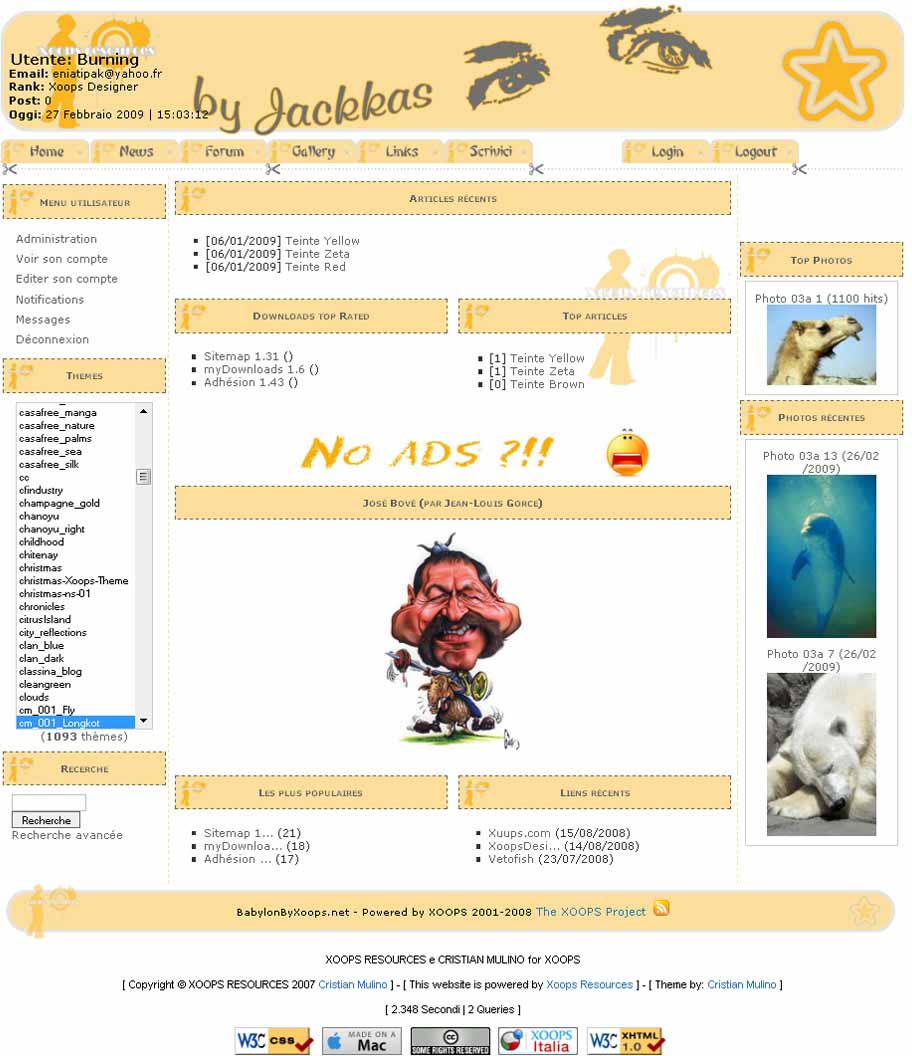 XOOPS RESOURCES
Utente: Burning
Email: eniatipak@yahoo.fr
Rank: Xoops Designer
Post: 0
Oggi: 27 Febbraio 2009 | 15:03:12
by Jackkas
Home
News
Forum
Gallery
Links
Scrivici
Login
Logout
Menu utilisateur
Administration
Voir son compte
Editer son compte
Notifications
Messages
Déconnexion
Themes
casafree_manga
casafree_nature
casafree_palms
casafree_sea
casafree_silk
cc
cfindustry
champagne_gold
chanoyu
chanoyu_right
childhood
chitenay
christmas
christmas-Xoops-Theme
christmas-ns-01
chronicles
citrusIsland
city_reflections
clan_blue
clan_dark
classina_blog
cleangreen
clouds
cm_001_Fly
cm_001_Longkot
(1093 thèmes)
Recerche
Recherche
Recherche avancée
Articles récents
[06/01/2009] Teinte Yellow
[06/01/2009] Teinte Zeta
[06/01/2009] Teinte Red
XOOPS RESOURCES
Downloads top Rated
Sitemap 1.31 ()
myDownloads 1.6 ()
Adhésion 1.43 ()
Top articles
[1] Teinte Yellow
[1] Teinte Zeta
[0] Teinte Brown
No ads ?!!
José Bové (par Jean-Louis Gorce)
Les plus populaires
Sitemap 1... (21)
myDownloa... (18)
Adhésion ... (17)
Liens récents
Xuups.com (15/08/2008)
XoopsDesi... (14/08/2008)
Vetofish (23/07/2008)
Top Photos
Photo 03a 1 (1100 hits)
Photos récentes
Photo 03a 13 (26/02
/2009)
Photo 03a 7 (26/02
/2009)
BabylonByXoops.net - Powered by XOOPS 2001-2008 The XOOPS Project
XOOPS RESOURCES e CRISTIAN MULINO for XOOPS
[ Copyright © XOOPS RESOURCES 2007 Cristian Mulino ] - [ This website is powered by Xoops Resources ] - [ Theme by: Cristian Mulino ]
[ 2.348 Secondi | 2 Queries ]
W3C css
MADE ON A Mac
cc SOME RIGHTS RESERVED
XOOPS Italia
W3C XHTML 1.0